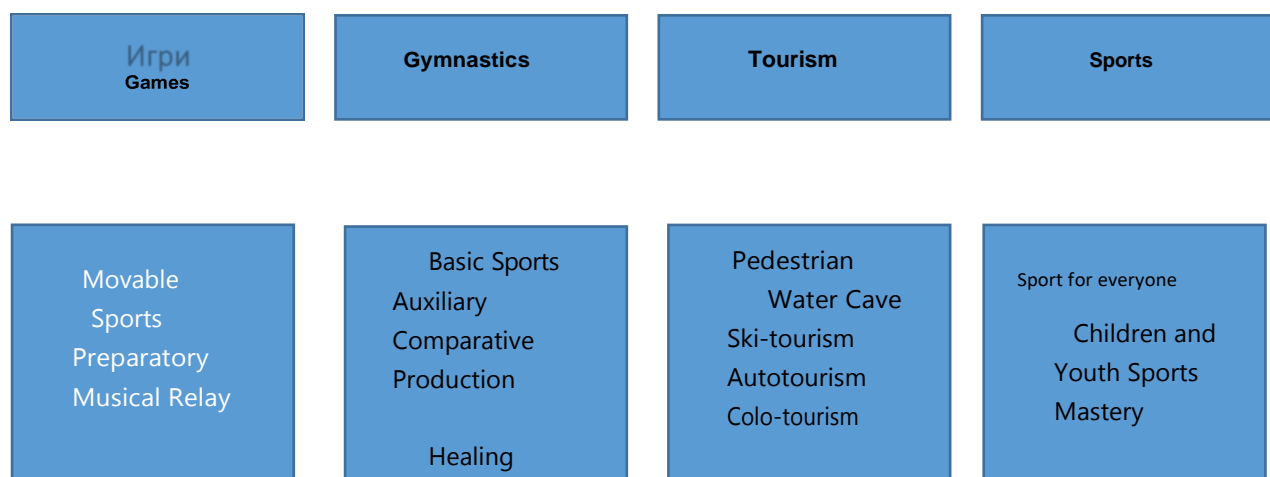 Игри
Games
Gymnastics
Tourism
Sports
Movable
Sports
Preparatory
Musical Relay
Basic Sports
Auxiliary
Comparative
Production
Healing
Pedestrian
Water Cave
Ski-tourism
Autotourism
Colo-tourism
Sport for everyone
Children and
Youth Sports
Mastery